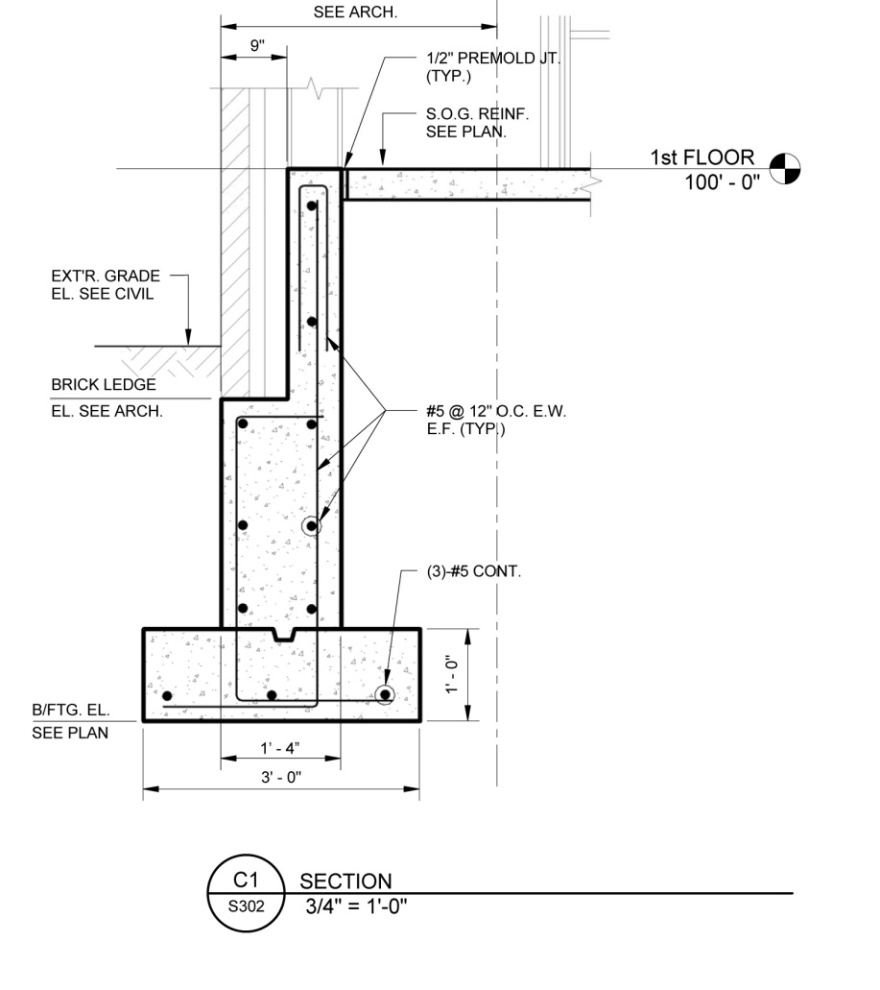 SEE ARCH.
9"
1/2" PREMOLD JT.
(TYP.)
S.O.G. REINF.
SEE PLAN.
1st FLOOR
100' - 0"
EXT'R. GRADE
EL. SEE CIVIL
BRICK LEDGE
EL. SEE ARCH.
#5 @ 12" O.C. E.W.
E.F. (TYP.)
(3)-#5 CONT.
1' - 0"
B/FTG. EL.
SEE PLAN
1' - 4"
3' - 0"
C1
S302
SECTION
3/4" = 1'-0"